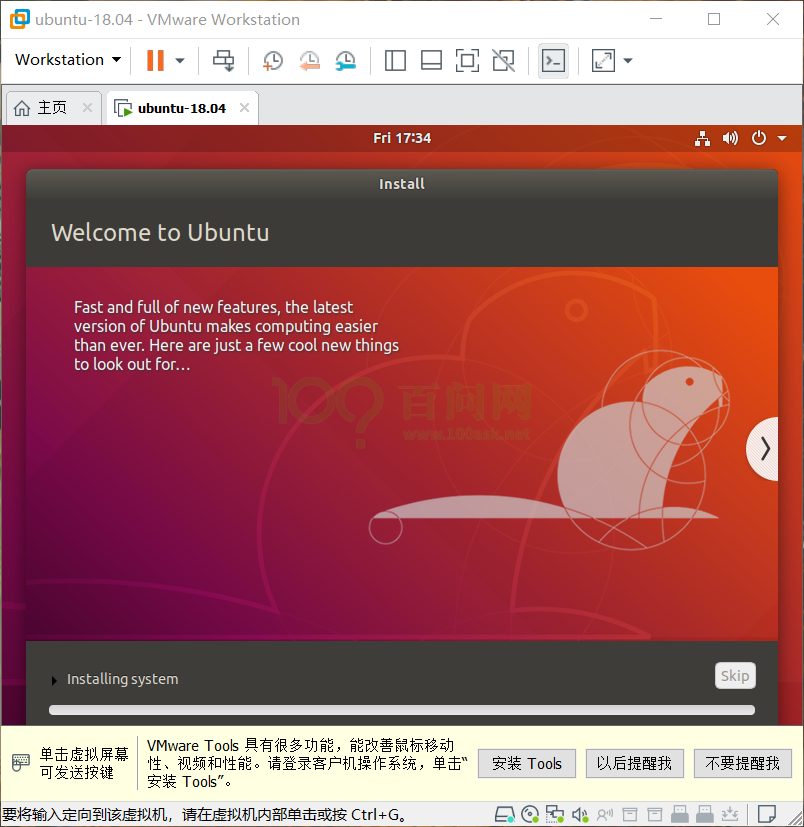 ubuntu-18.04 - VMware Workstation
Workstation
主页
ubuntu-18.04
Fri 17:34
Install
Welcome to Ubuntu
Fast and full of new features, the latest
version of Ubuntu makes computing easier
than ever. Here are just a few cool new things
to look out for…
100ask 百问网
www.100ask.net
Installing system
Skip
单击虚拟屏幕
可发送按键
VMware Tools 具有很多功能，能改善鼠标移动
性、视频和性能。请登录客户机操作系统，单击“
安装 Tools”。
安装 Tools
以后提醒我
不要提醒我
要将输入定向到该虚拟机，请在虚拟机内部单击或按 Ctrl+G。